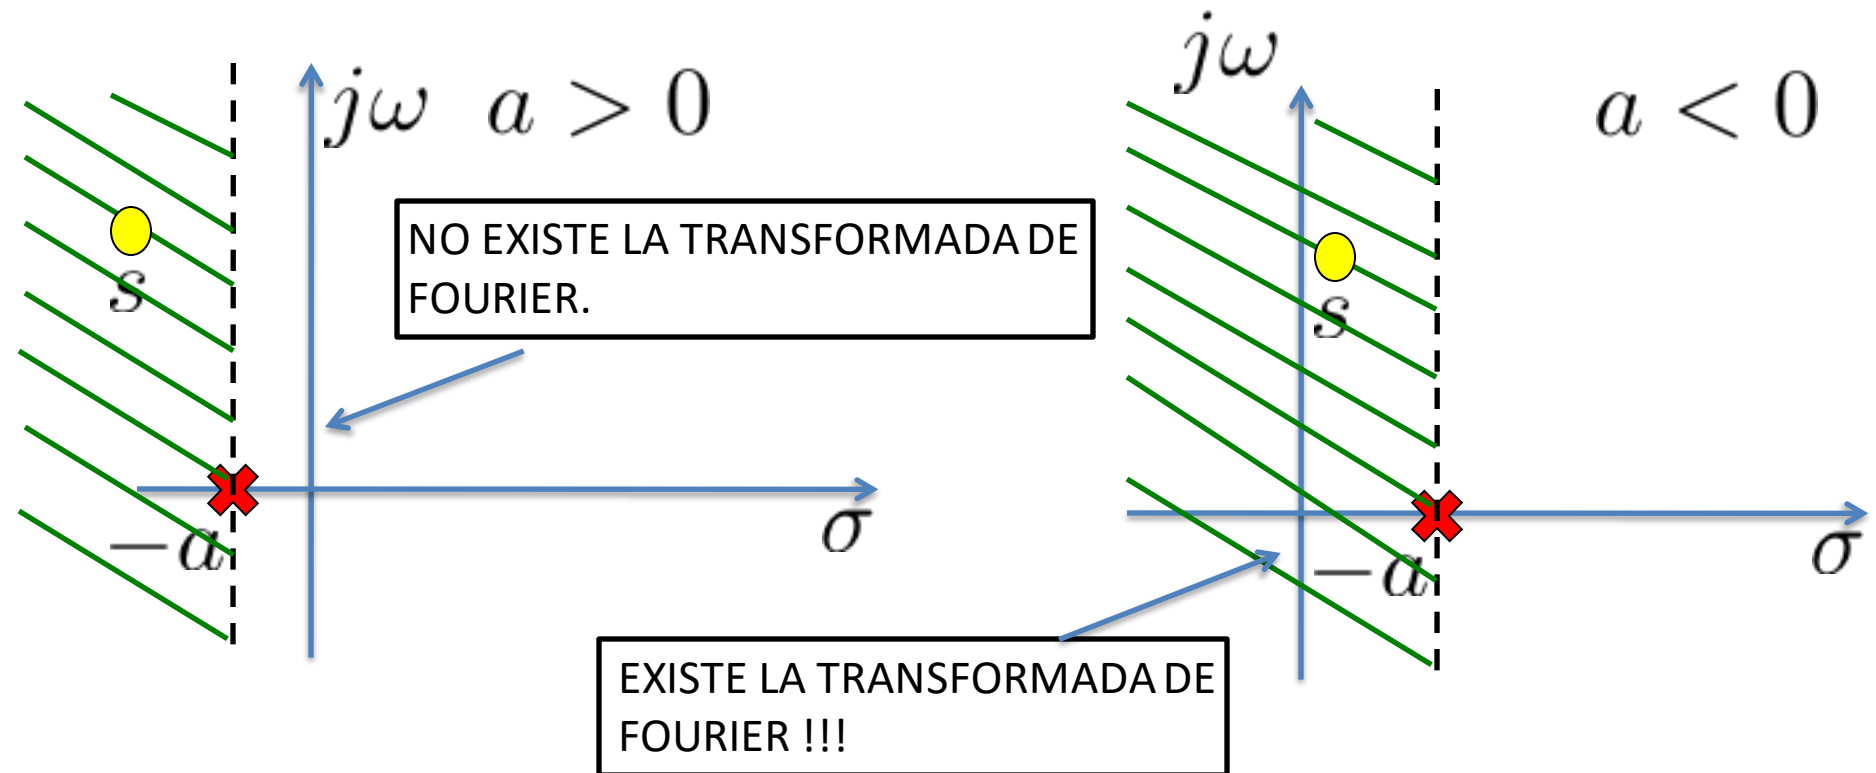 jω a > 0
NO EXISTE LA TRANSFORMADA DE
FOURIER.
s
−a
σ
jω
a < 0
s
−a
σ
EXISTE LA TRANSFORMADA DE
FOURIER !!!